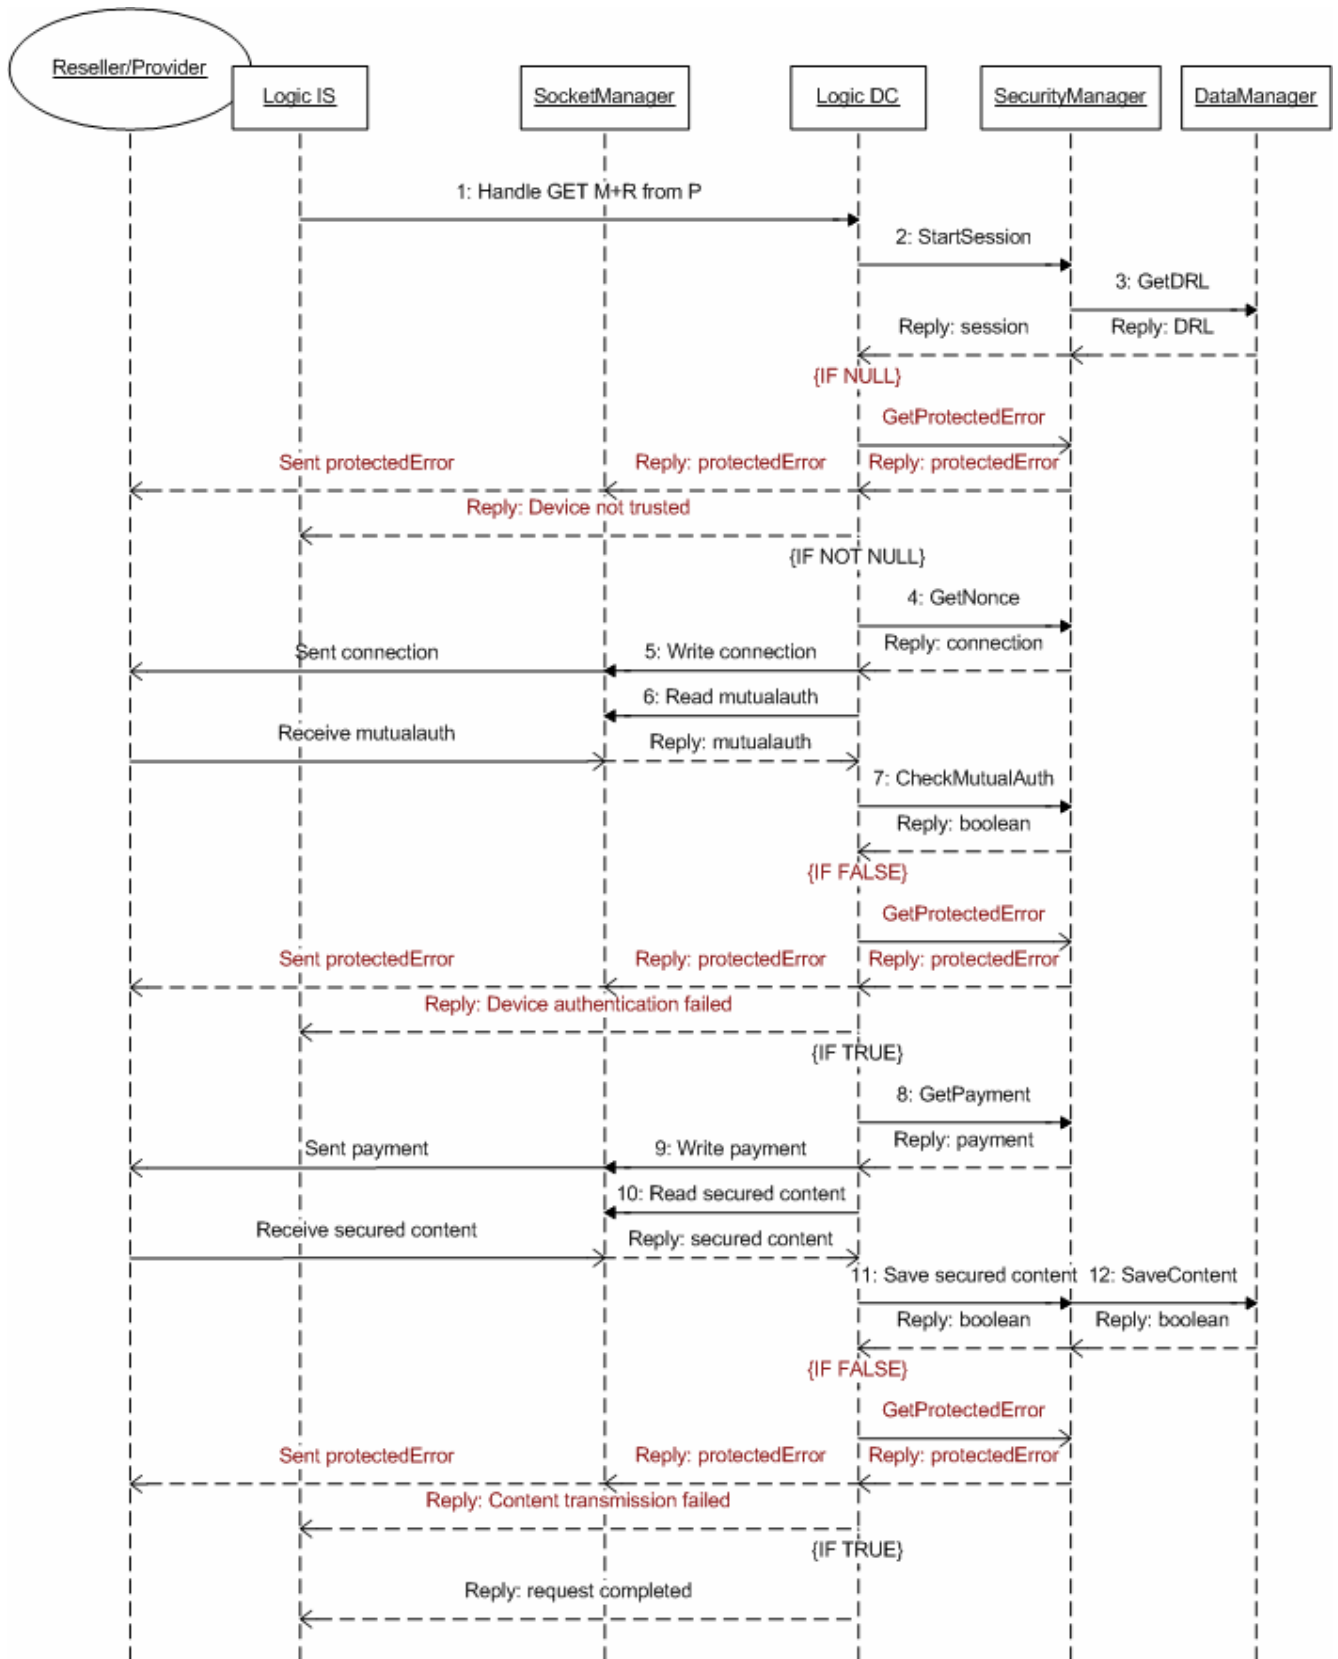 Reseller/Provider
Logic IS
SocketManager
Logic DC
SecurityManager
DataManager
1: Handle GET M+R from P
2: StartSession
3: GetDRL
Reply: session
Reply: DRL
{IF NULL}
GetProtectedError
Sent protectedError
Reply: protectedError
Reply: protectedError
Reply: Device not trusted
{IF NOT NULL}
4: GetNonce
Reply: connection
Sent connection
5: Write connection
6: Read mutualauth
Receive mutualauth
Reply: mutualauth
7: CheckMutualAuth
Reply: boolean
{IF FALSE}
GetProtectedError
Sent protectedError
Reply: protectedError
Reply: protectedError
Reply: Device authentication failed
{IF TRUE}
8: GetPayment
Reply: payment
Sent payment
9: Write payment
10: Read secured content
Receive secured content
Reply: secured content
11: Save secured content
12: SaveContent
Reply: boolean
Reply: boolean
{IF FALSE}
GetProtectedError
Sent protectedError
Reply: protectedError
Reply: protectedError
Reply: Content transmission failed
{IF TRUE}
Reply: request completed